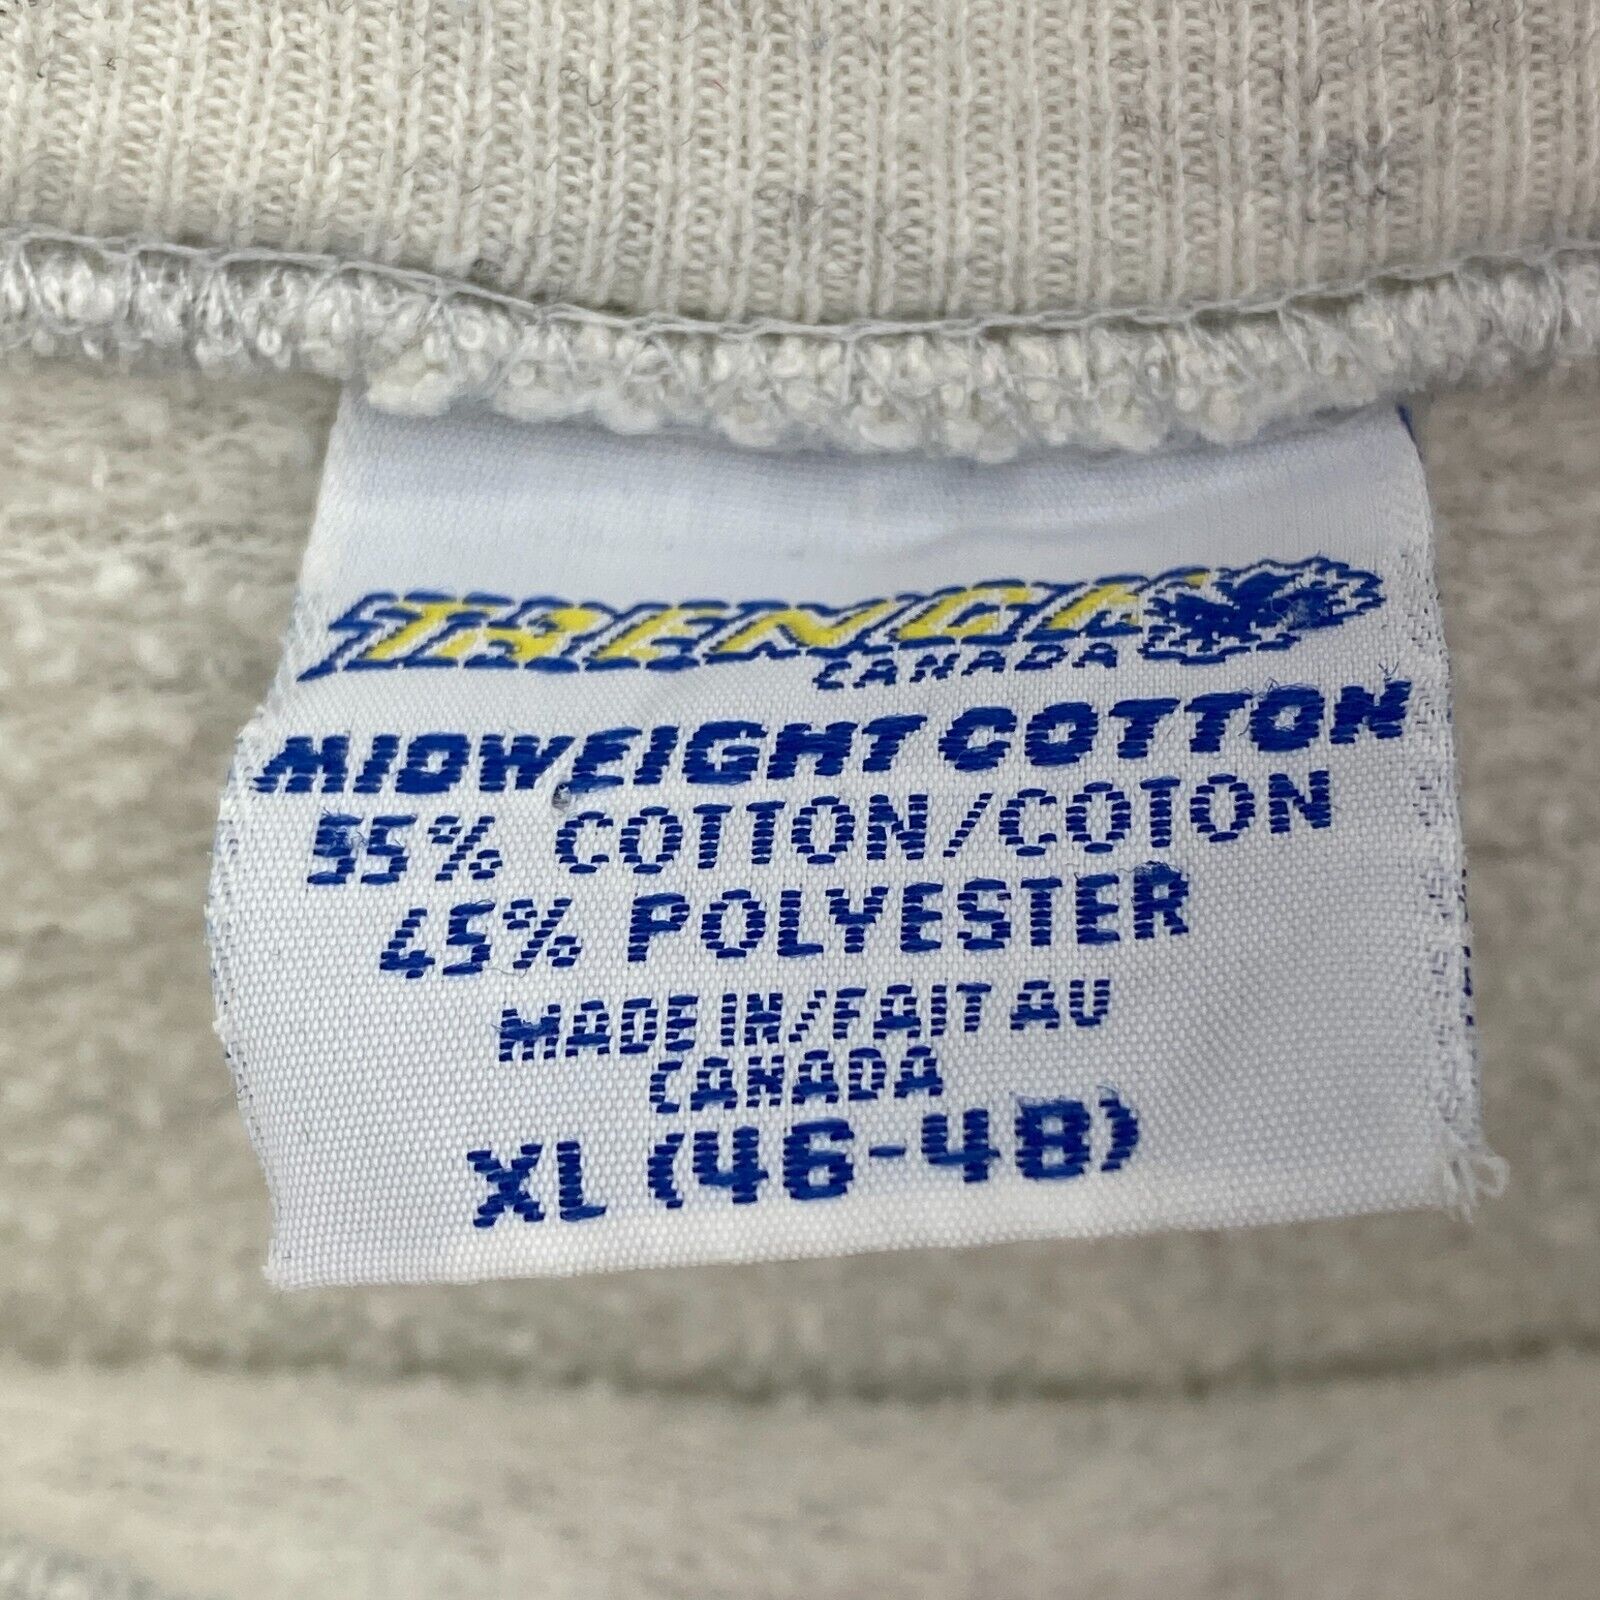 TRENCH
CANADA
MIDWEIGHT COTTON
55% COTTON/COTON
45% POLYESTER
MADE IN/FAIT AU
CANADA
XL (46-48)